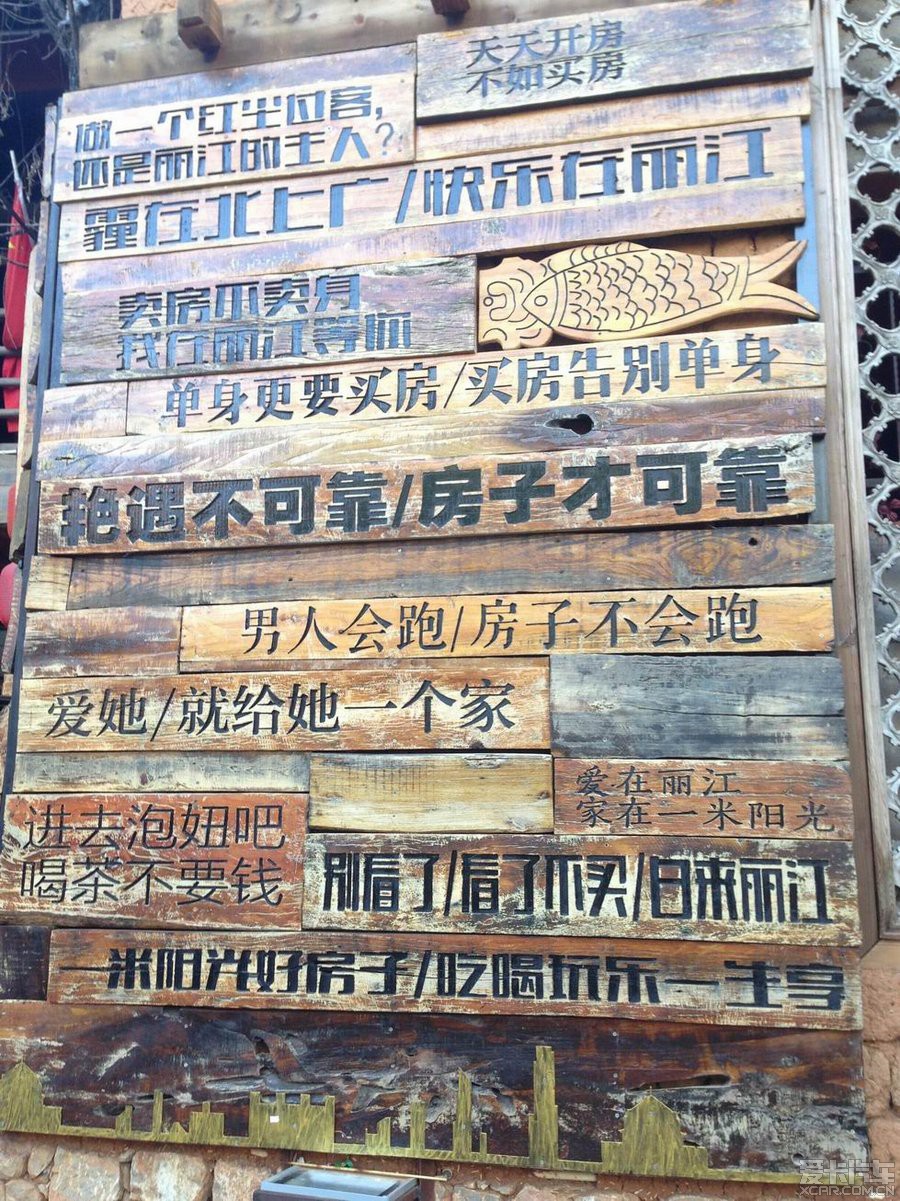 天天开房
不如买房
做一个红尘过客，
还是丽江的主人？
霾在北上广/快乐在丽江
卖房不卖身
我在丽江等你
单身更要买房/买房告别单身
艳遇不可靠/房子才可靠
男人会跑/房子不会跑
爱她/就给她一个家
爱在丽江
家在一米阳光
进去泡妞吧
喝茶不要钱
别看了/看了不买/白来丽江
一米阳光好房子/吃喝玩乐一生享
爱卡汽车
XCAR.COM.CN